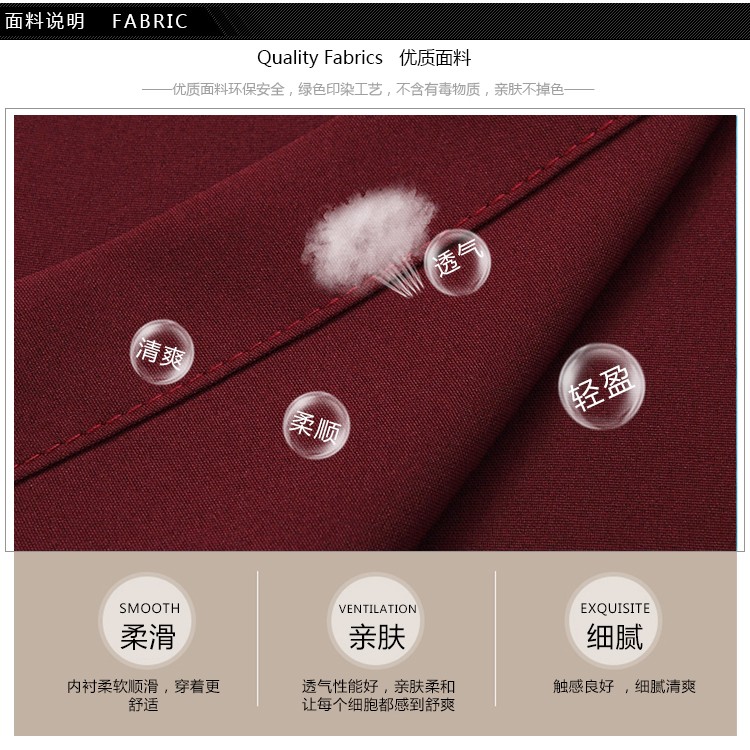 面料说明 FABRIC
Quality Fabrics 优质面料
——优质面料环保安全，绿色印染工艺，不含有毒物质，亲肤不掉色——
透气
清爽
轻盈
柔顺
SMOOTH
柔滑
内衬柔软顺滑，穿着更
舒适
VENTILATION
亲肤
透气性能好，亲肤柔和
让每个细胞都感到舒爽
EXQUISITE
细腻
触感良好 ，细腻清爽